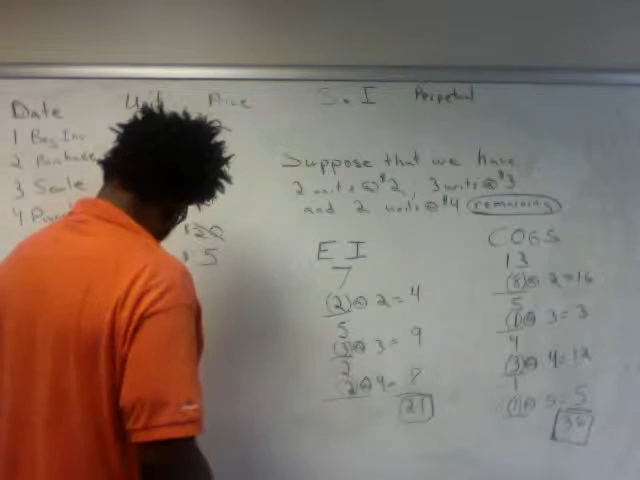 Date Unit Price S.I Perpetual
1 Beg Inv
2 Purchase
3 Sale
4
$20
$5
Suppose that we have
2 units @ $2, 3 units @ $3
and 2 units @ $4 remaining
EI
7
(2)@ 2 = 4
5
(3)@ 3 = 9
2
2@4= 8
21
COGS
13
(8)@ 2=16
5
(1)@ 3 = 3
4
(3)@ 4=12
1
(1)@ 5 = 5
36